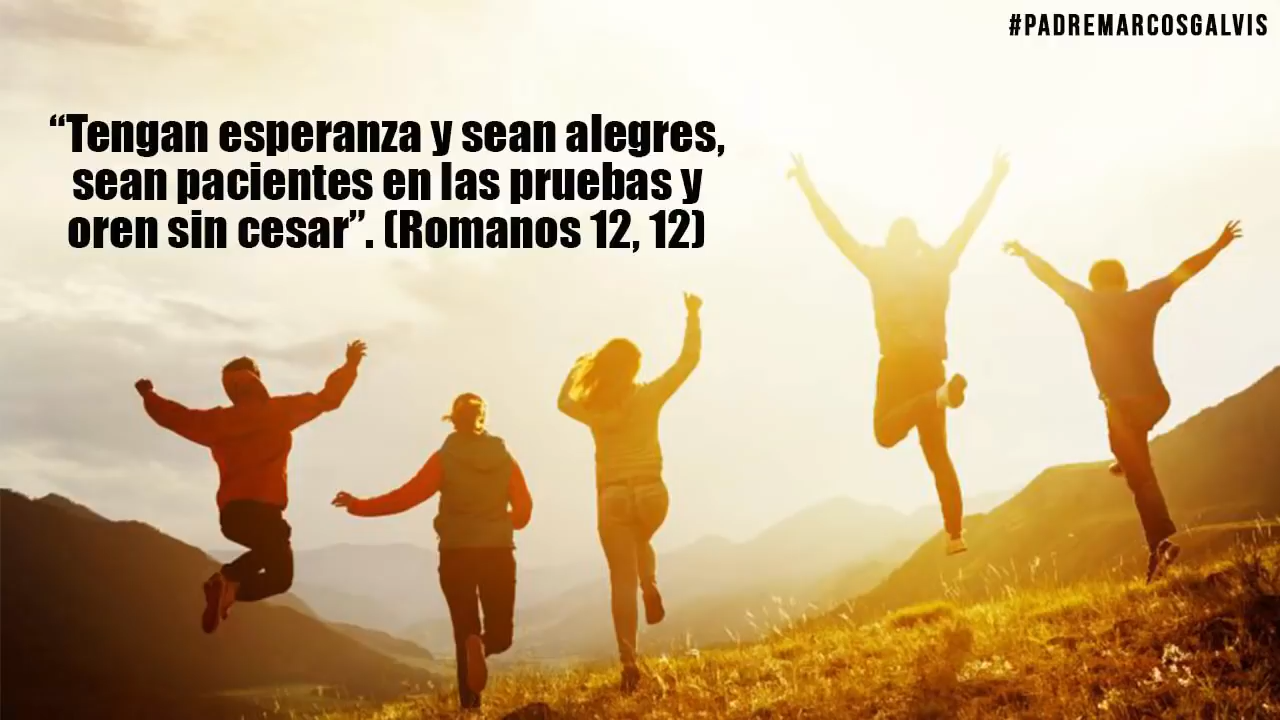 #PADREMARCOSGALVIS
“Tengan esperanza y sean alegres,
sean pacientes en las pruebas y
oren sin cesar”. (Romanos 12, 12)